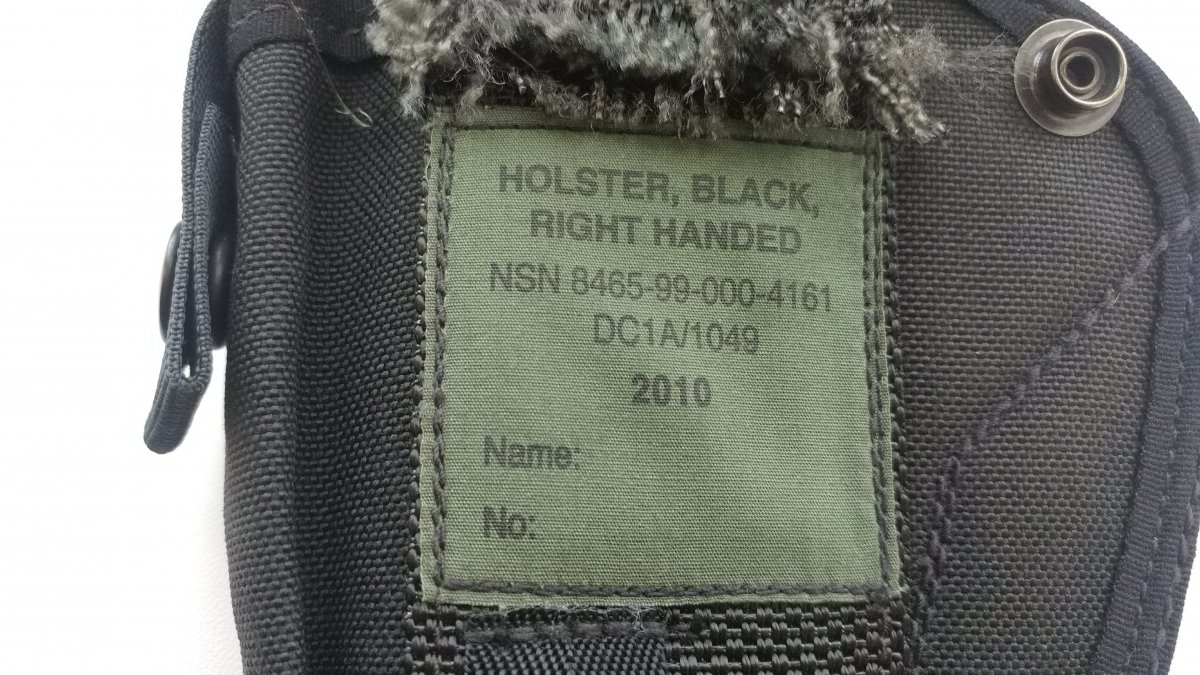 HOLSTER, BLACK,
RIGHT HANDED
NSN 8465-99-000-4161
DC1A/1049
2010
Name:
No: